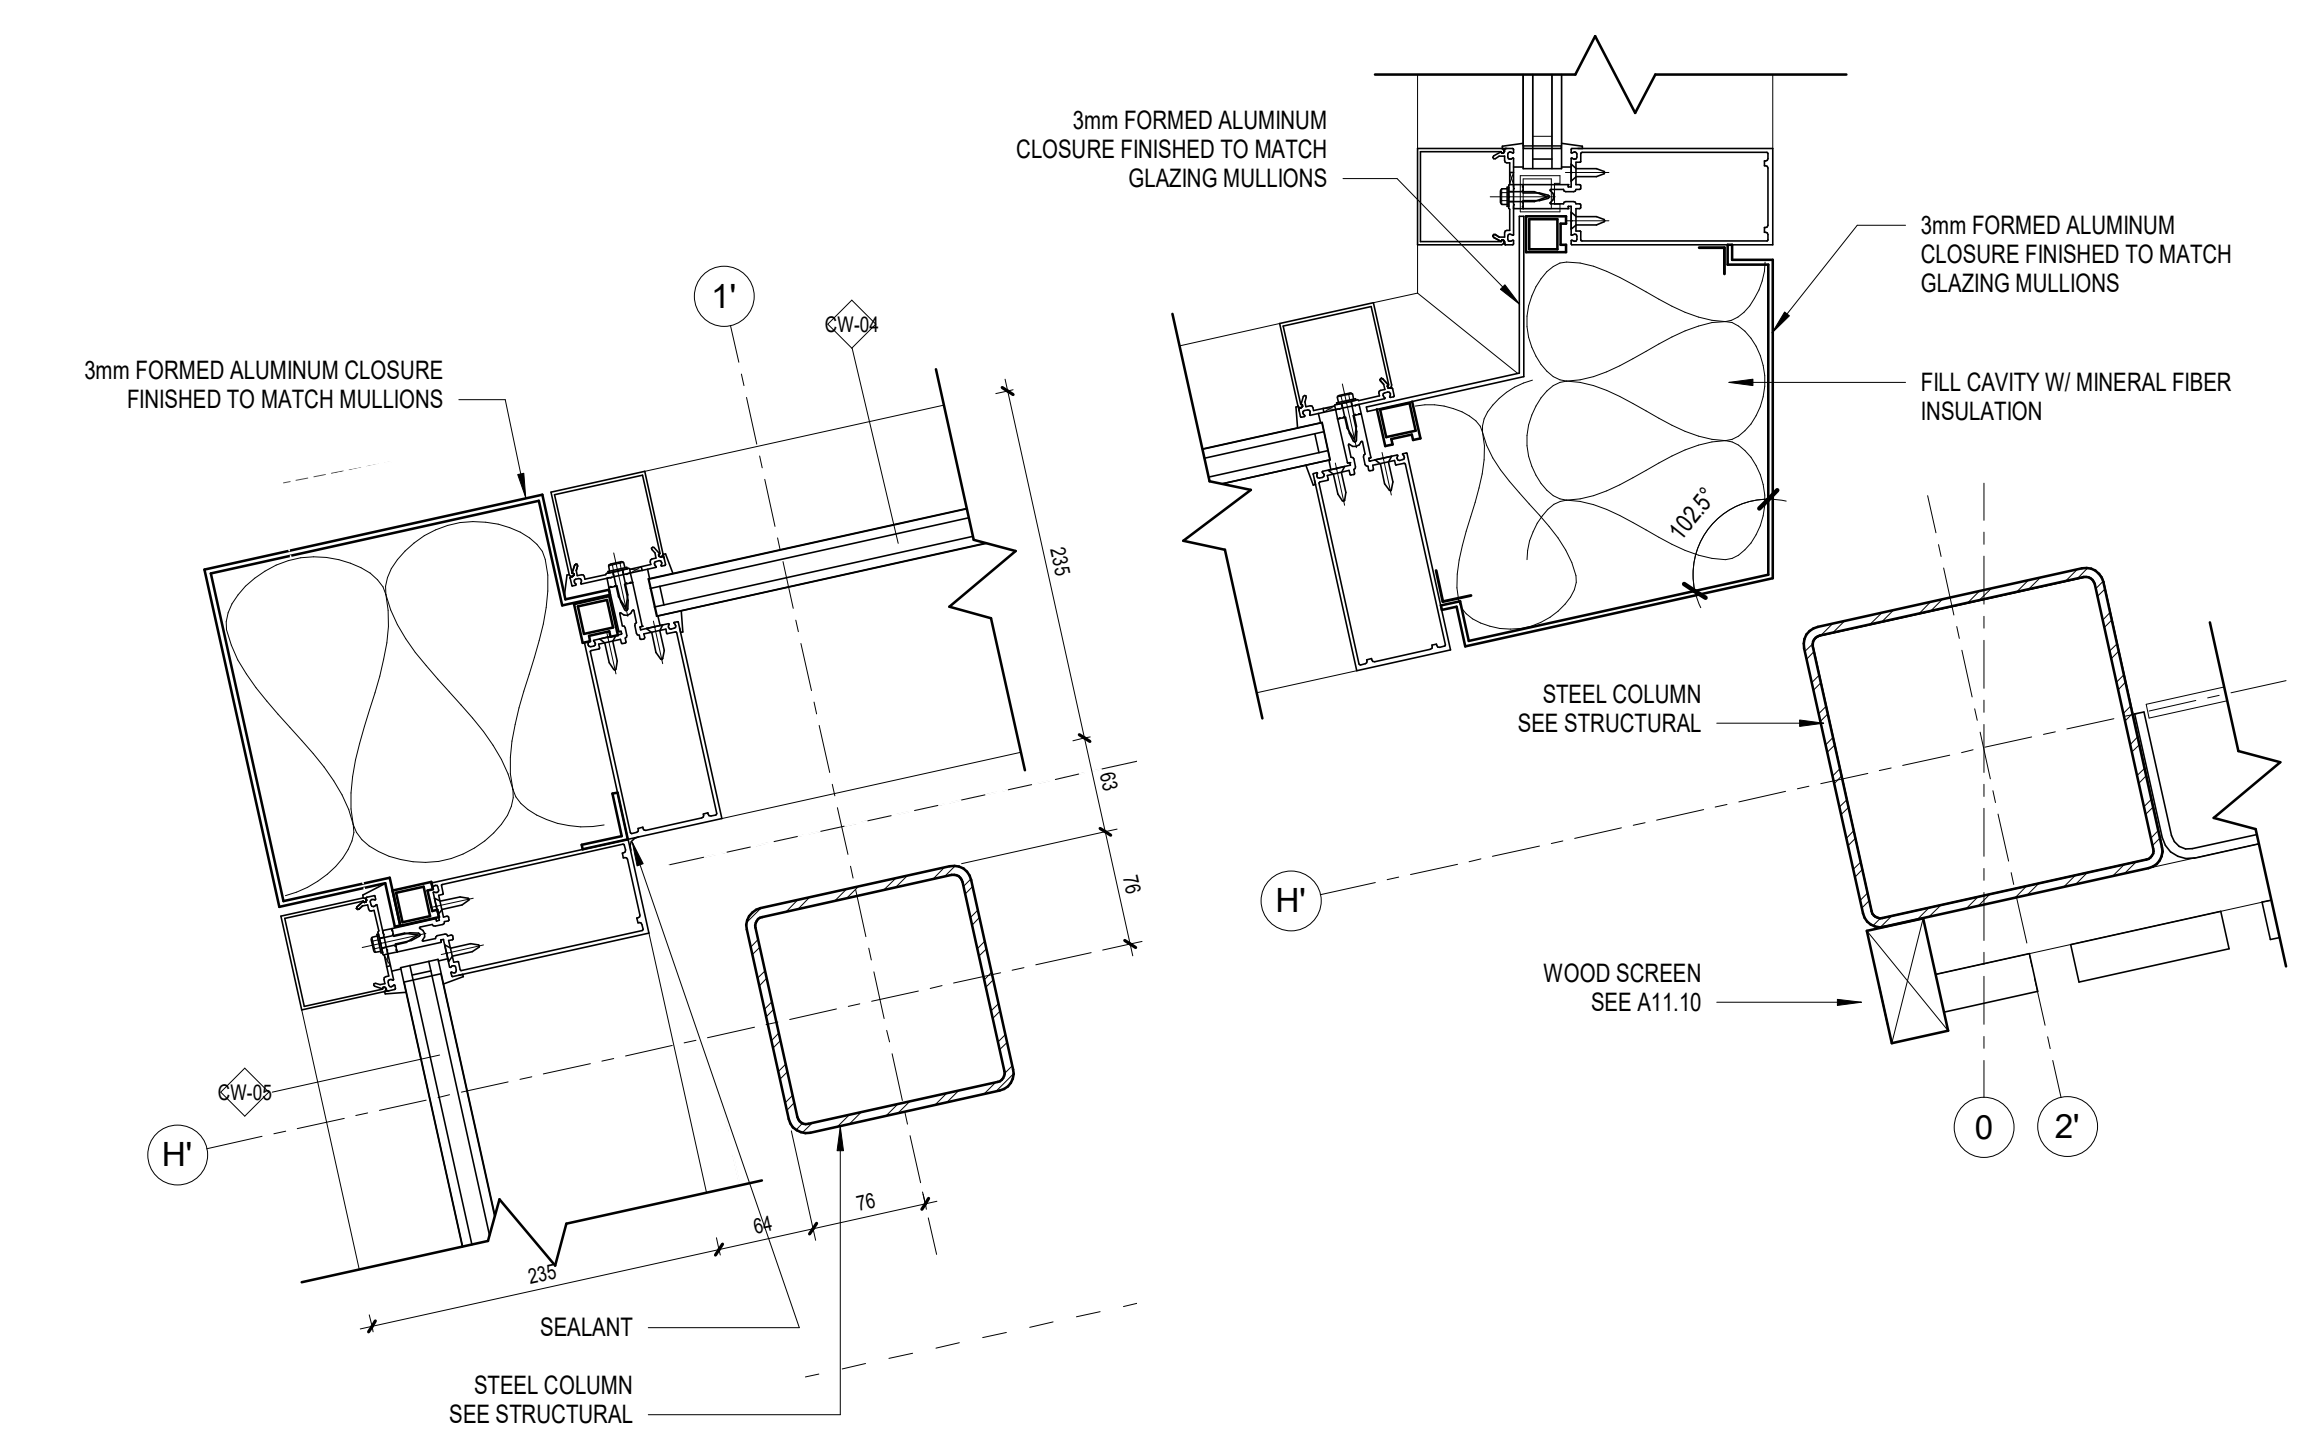 3mm FORMED ALUMINUM
CLOSURE FINISHED TO MATCH
GLAZING MULLIONS
3mm FORMED ALUMINUM
CLOSURE FINISHED TO MATCH
GLAZING MULLIONS
1'
CW-04
3mm FORMED ALUMINUM CLOSURE
FINISHED TO MATCH MULLIONS
FILL CAVITY W/ MINERAL FIBER
INSULATION
102.5°
235
63
76
STEEL COLUMN
SEE STRUCTURAL
H'
WOOD SCREEN
SEE A11.10
CW-05
H'
0
2'
76
64
235
SEALANT
STEEL COLUMN
SEE STRUCTURAL